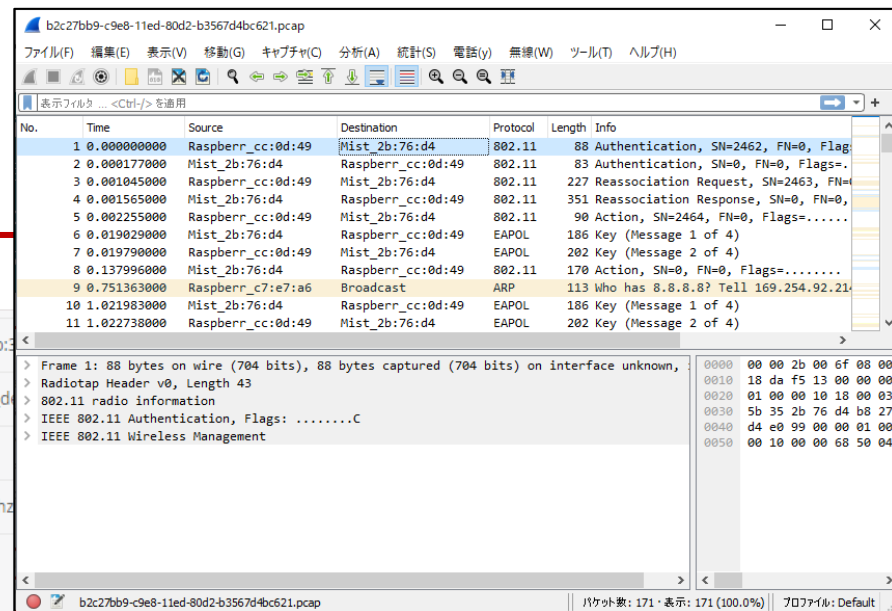 b2c27bb9-c9e8-11ed-80d2-b3567d4bc621.pcap
ファイル(F) 編集(E) 表示(V) 移動(G) キャプチャ(C) 分析(A) 統計(S) 電話(y) 無線(W) ツール(T) ヘルプ(H)
表示フィルタ ... <Ctrl-/> を適用
No. Time Source Destination Protocol Length Info
1 0.000000000 Raspberr_cc:0d:49 Mist_2b:76:d4 802.11 88 Authentication, SN=2462, FN=0, Flag
2 0.000177000 Mist_2b:76:d4 Raspberr_cc:0d:49 802.11 83 Authentication, SN=0, FN=0, Flags=.
3 0.001045000 Raspberr_cc:0d:49 Mist_2b:76:d4 802.11 227 Reassociation Request, SN=2463, FN=
4 0.001565000 Mist_2b:76:d4 Raspberr_cc:0d:49 802.11 351 Reassociation Response, SN=0, FN=0,
5 0.002255000 Raspberr_cc:0d:49 Mist_2b:76:d4 802.11 90 Action, SN=2464, FN=0, Flags=......
6 0.019029000 Mist_2b:76:d4 Raspberr_cc:0d:49 EAPOL 186 Key (Message 1 of 4)
7 0.019790000 Raspberr_cc:0d:49 Mist_2b:76:d4 EAPOL 202 Key (Message 2 of 4)
8 0.137996000 Mist_2b:76:d4 Raspberr_cc:0d:49 802.11 170 Action, SN=0, FN=0, Flags=........
9 0.751363000 Raspberr_c7:e7:a6 Broadcast ARP 113 Who has 8.8.8.8? Tell 169.254.92.21
10 1.021983000 Mist_2b:76:d4 Raspberr_cc:0d:49 EAPOL 186 Key (Message 1 of 4)
11 1.022738000 Raspberr_cc:0d:49 Mist_2b:76:d4 EAPOL 202 Key (Message 2 of 4)
Frame 1: 88 bytes on wire (704 bits), 88 bytes captured (704 bits) on interface unknown,
Radiotap Header v0, Length 43
802.11 radio information
IEEE 802.11 Authentication, Flags: ........C
IEEE 802.11 Wireless Management
0000 00 00 2b 00 6f 08 00
0010 18 da f5 13 00 00 00
0020 01 00 00 10 18 00 03
0030 5b 35 2b 76 d4 b8 27
0040 d4 e0 99 00 00 01 00
0050 00 10 00 00 68 50 04
b2c27bb9-c9e8-11ed-80d2-b3567d4bc621.pcap パケット数: 171 · 表示: 171 (100.0%) プロファイル: Default